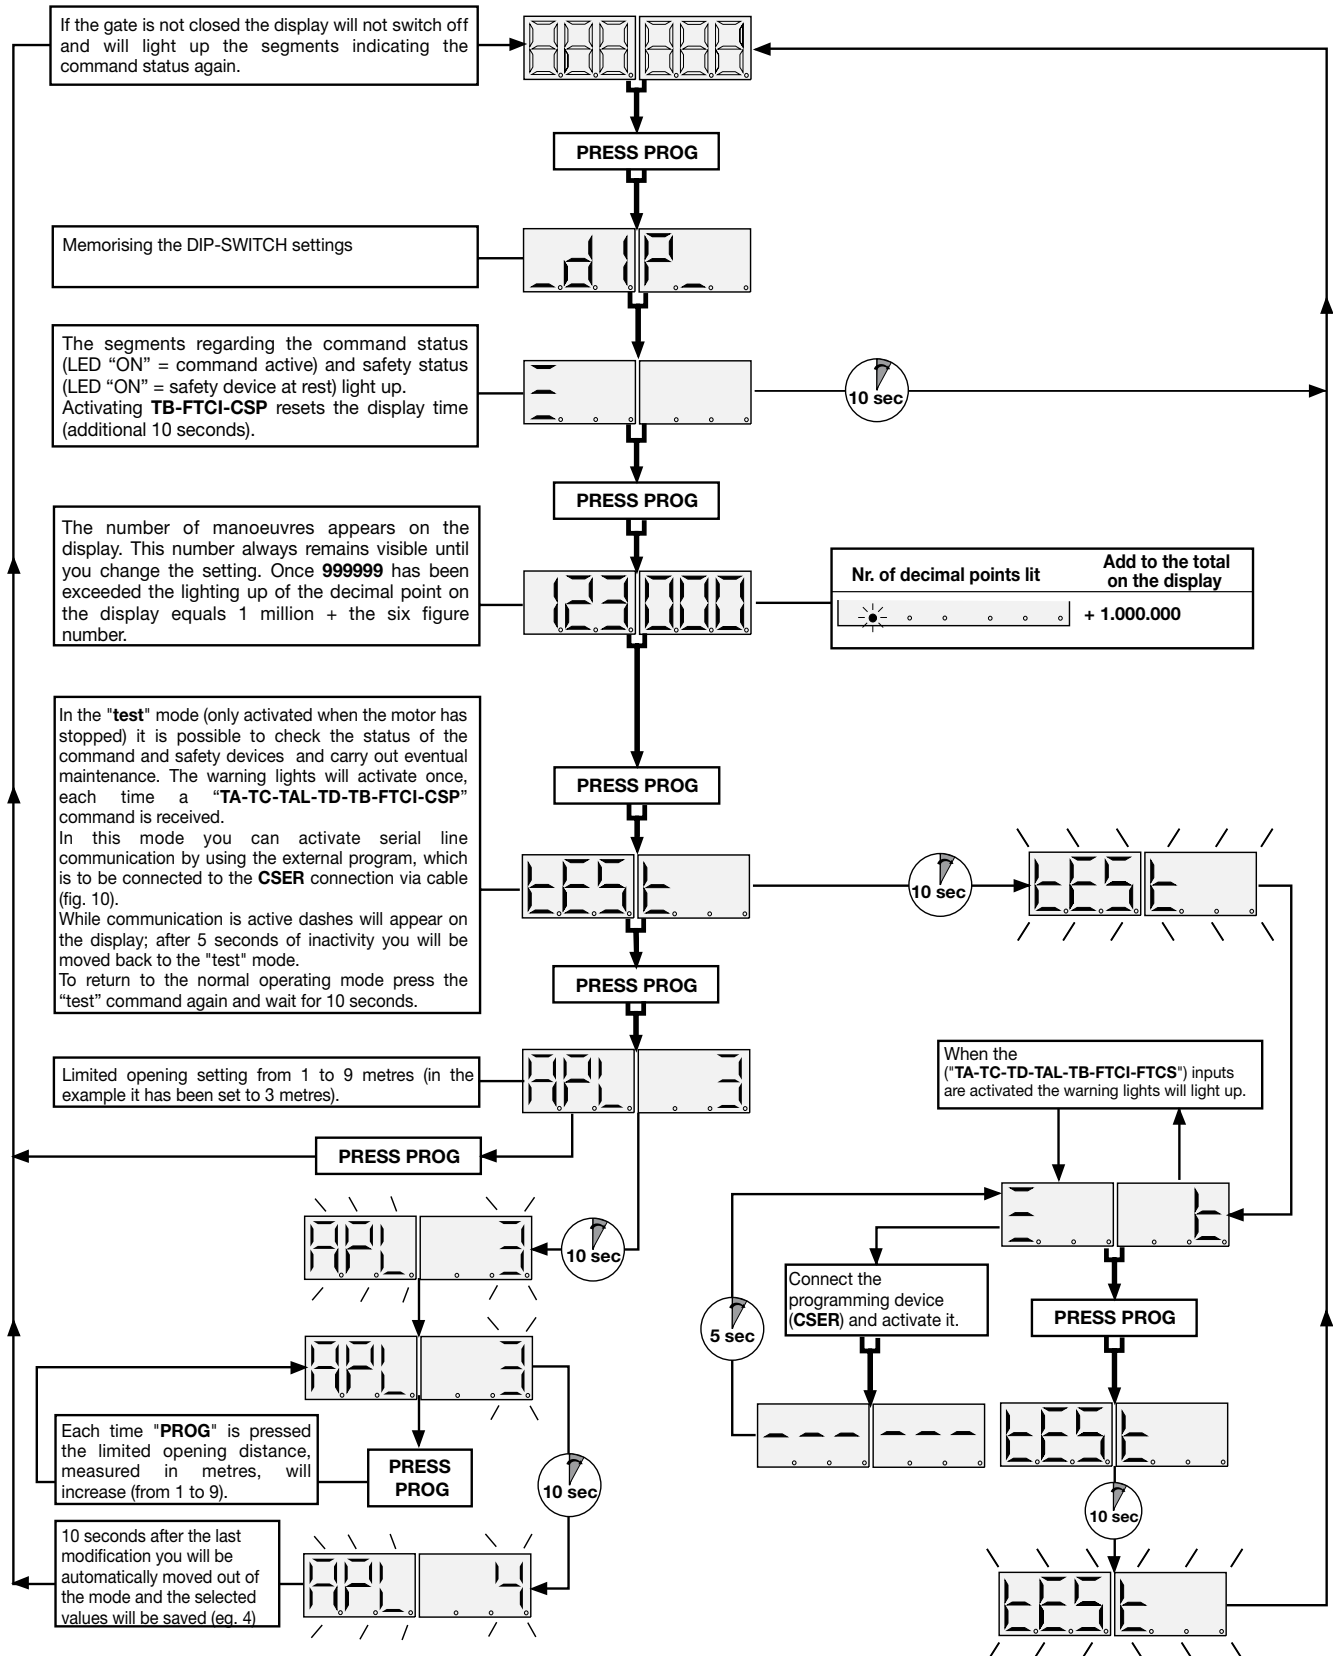 If the gate is not closed the display will not switch off
and will light up the segments indicating the
command status again.
PRESS PROG
Memorising the DIP-SWITCH settings
_dIP_
The segments regarding the command status
(LED “ON” = command active) and safety status
(LED “ON” = safety device at rest) light up.
Activating TB-FTCI-CSP resets the display time
(additional 10 seconds).
10 sec
PRESS PROG
The number of manoeuvres appears on the
display. This number always remains visible until
you change the setting. Once 999999 has been
exceeded the lighting up of the decimal point on
the display equals 1 million + the six figure
number.
123000
Nr. of decimal points lit
Add to the total
on the display
+ 1.000.000
In the "test" mode (only activated when the motor has
stopped) it is possible to check the status of the
command and safety devices and carry out eventual
maintenance. The warning lights will activate once,
each time a “TA-TC-TAL-TD-TB-FTCI-CSP”
command is received.
In this mode you can activate serial line
communication by using the external program, which
is to be connected to the CSER connection via cable
(fig. 10).
While communication is active dashes will appear on
the display; after 5 seconds of inactivity you will be
moved back to the "test" mode.
To return to the normal operating mode press the
“test” command again and wait for 10 seconds.
PRESS PROG
tESt
10 sec
tESt
PRESS PROG
Limited opening setting from 1 to 9 metres (in the
example it has been set to 3 metres).
APL 3
When the
("TA-TC-TD-TAL-TB-FTCI-FTCS") inputs
are activated the warning lights will light up.
PRESS PROG
APL 3
10 sec
t
Connect the
programming device
(CSER) and activate it.
5 sec
PRESS PROG
APL 3
--- ---
tESt
Each time "PROG" is pressed
the limited opening distance,
measured in metres, will
increase (from 1 to 9).
PRESS
PROG
10 sec
10 sec
10 seconds after the last
modification you will be
automatically moved out of
the mode and the selected
values will be saved (eg. 4)
APL 4
tESt